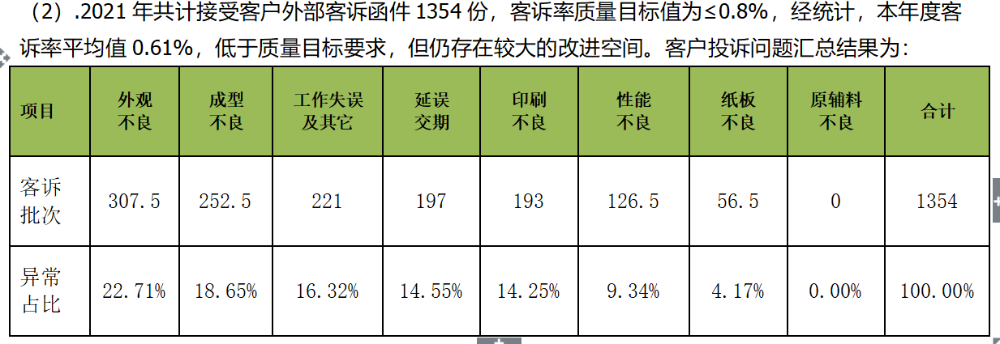 （2）.2021 年共计接受客户外部客诉函件 1354 份，客诉率质量目标值为≤0.8%，经统计，本年度客
诉率平均值 0.61%，低于质量目标要求，但仍存在较大的改进空间。客户投诉问题汇总结果为：
项目 外观不良 成型不良 工作失误及其它 延误交期 印刷不良 性能不良 纸板不良 原辅料不良 合计
客诉批次 307.5 252.5 221 197 193 126.5 56.5 0 1354
异常占比 22.71% 18.65% 16.32% 14.55% 14.25% 9.34% 4.17% 0.00% 100.00%